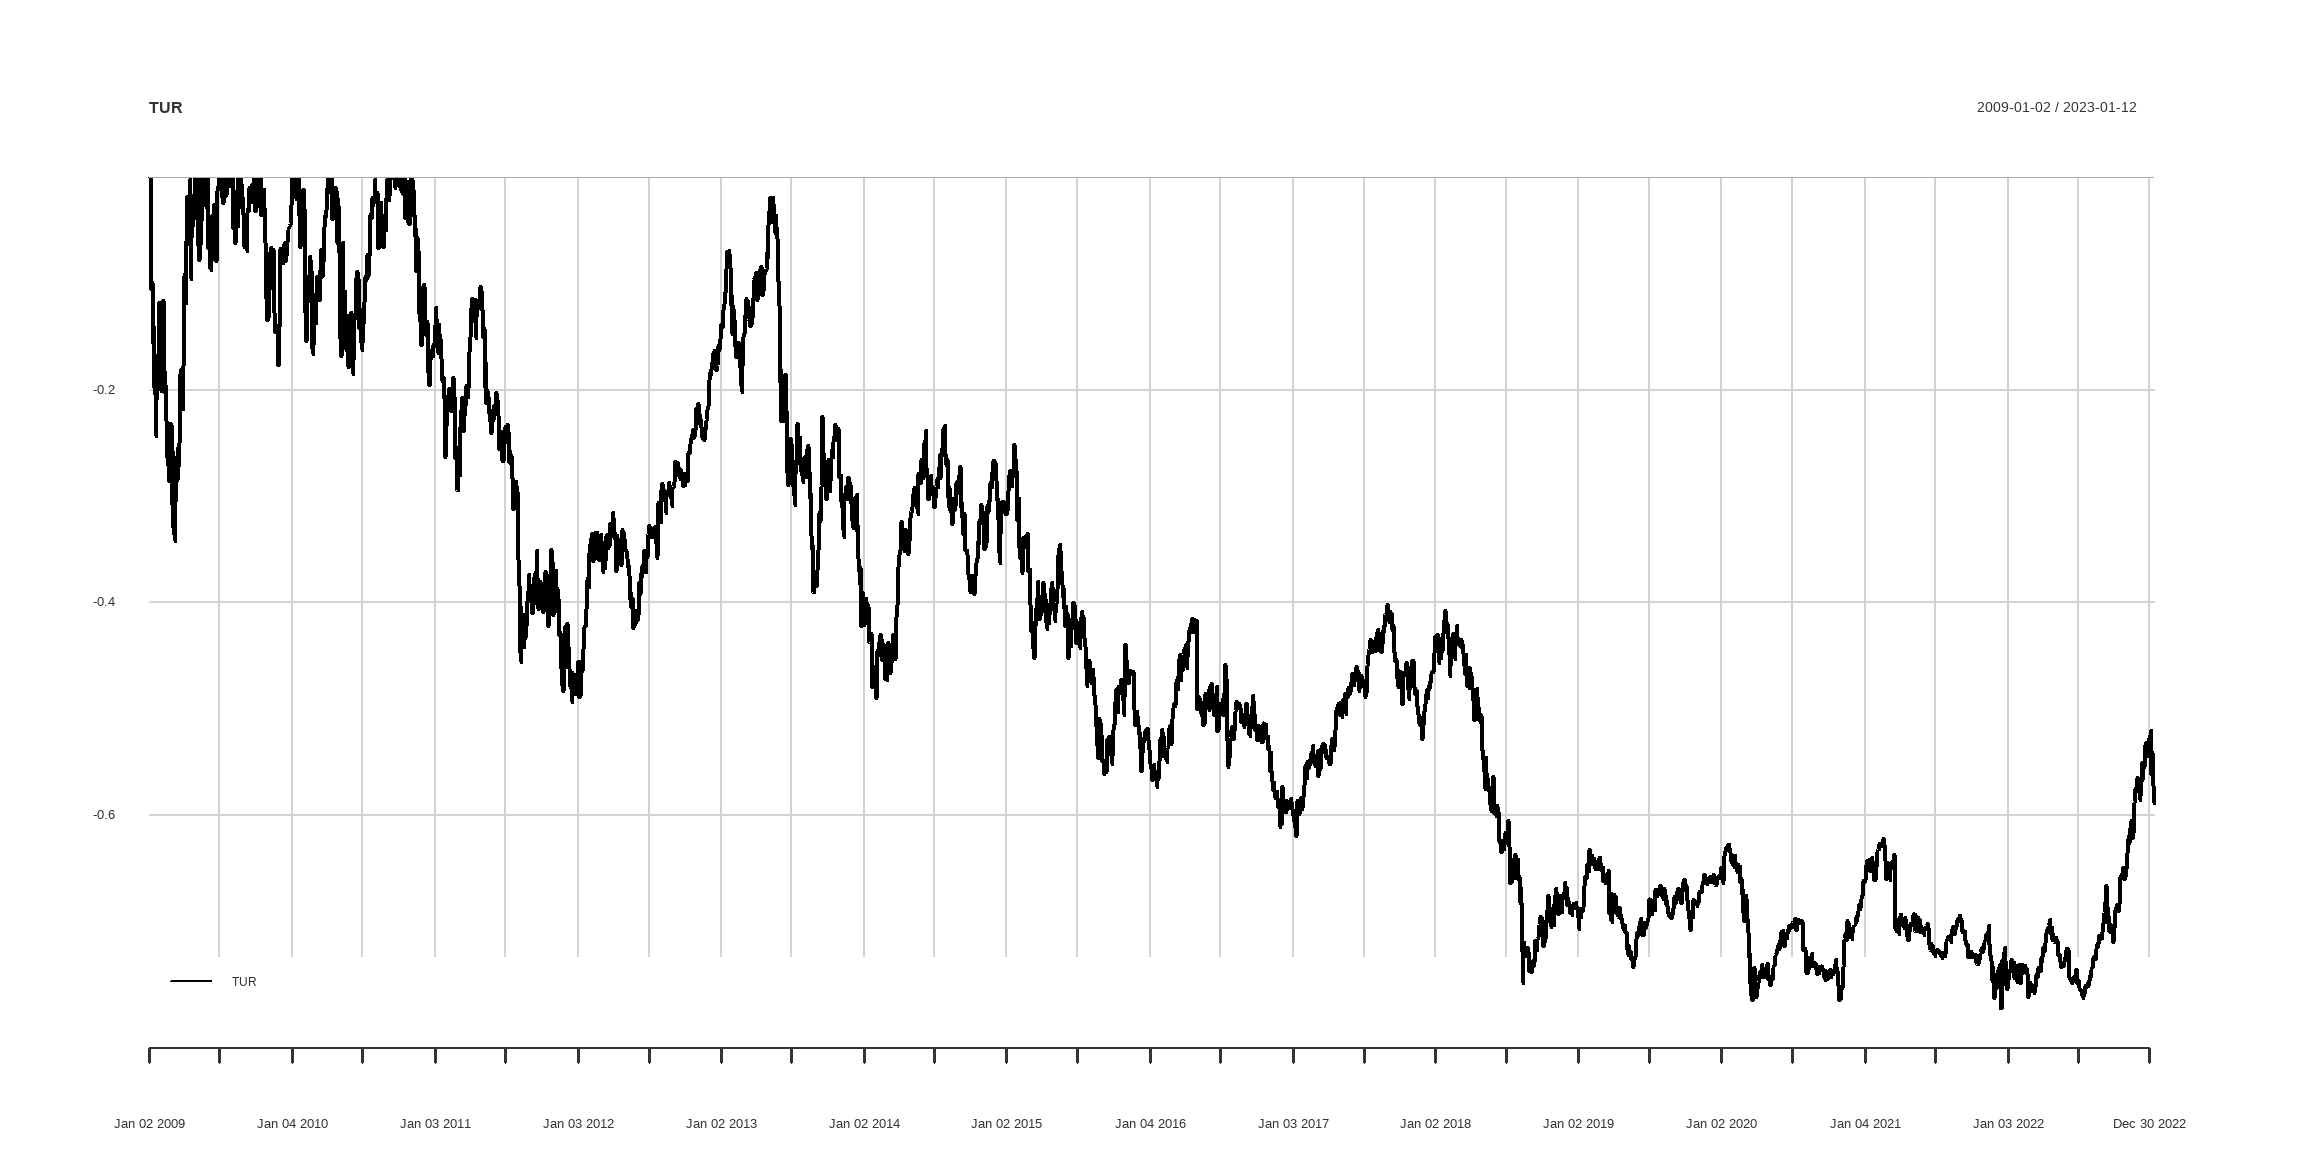 TUR
2009-01-02 / 2023-01-12
-0.2
-0.4
-0.6
TUR
Jan 02 2009
Jan 04 2010
Jan 03 2011
Jan 03 2012
Jan 02 2013
Jan 02 2014
Jan 02 2015
Jan 04 2016
Jan 03 2017
Jan 02 2018
Jan 02 2019
Jan 02 2020
Jan 04 2021
Jan 03 2022
Dec 30 2022